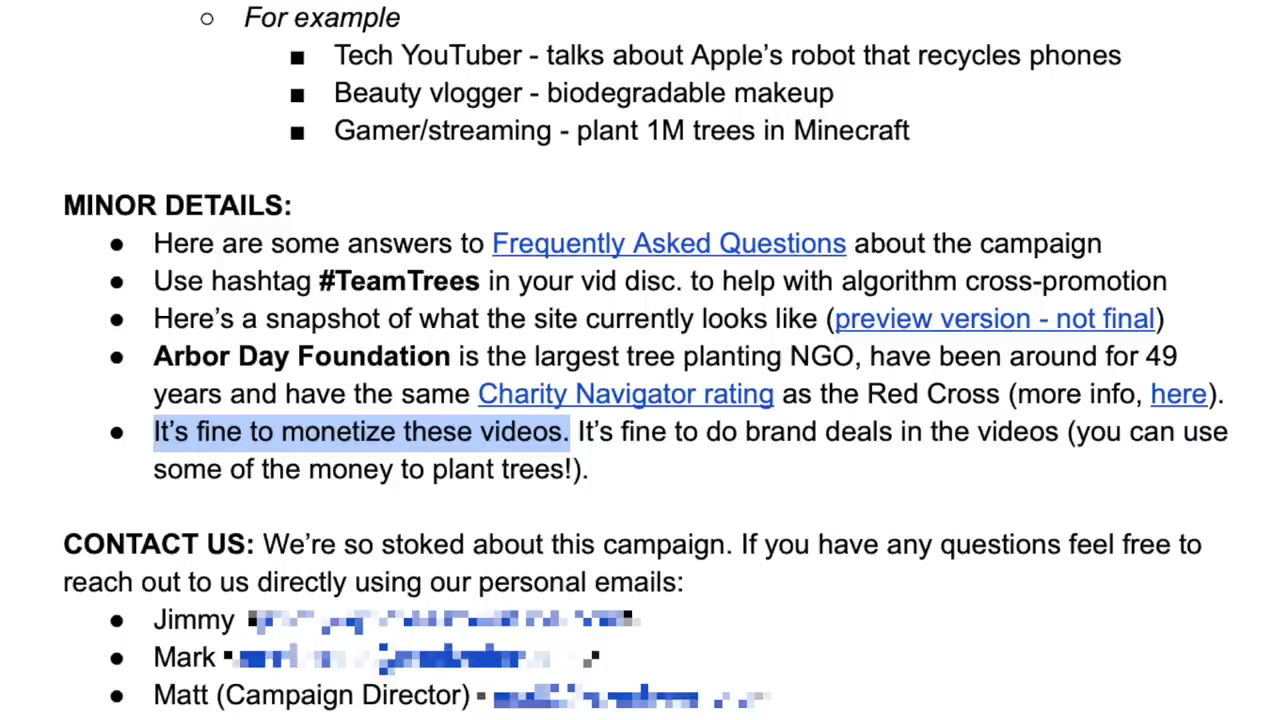 For example
Tech YouTuber - talks about Apple’s robot that recycles phones
Beauty vlogger - biodegradable makeup
Gamer/streaming - plant 1M trees in Minecraft
MINOR DETAILS:
Here are some answers to Frequently Asked Questions about the campaign
Use hashtag #TeamTrees in your vid disc. to help with algorithm cross-promotion
Here’s a snapshot of what the site currently looks like (preview version - not final)
Arbor Day Foundation is the largest tree planting NGO, have been around for 49
years and have the same Charity Navigator rating as the Red Cross (more info, here).
It’s fine to monetize these videos. It’s fine to do brand deals in the videos (you can use
some of the money to plant trees!).
CONTACT US: We’re so stoked about this campaign. If you have any questions feel free to
reach out to us directly using our personal emails:
Jimmy
Mark
Matt (Campaign Director) -